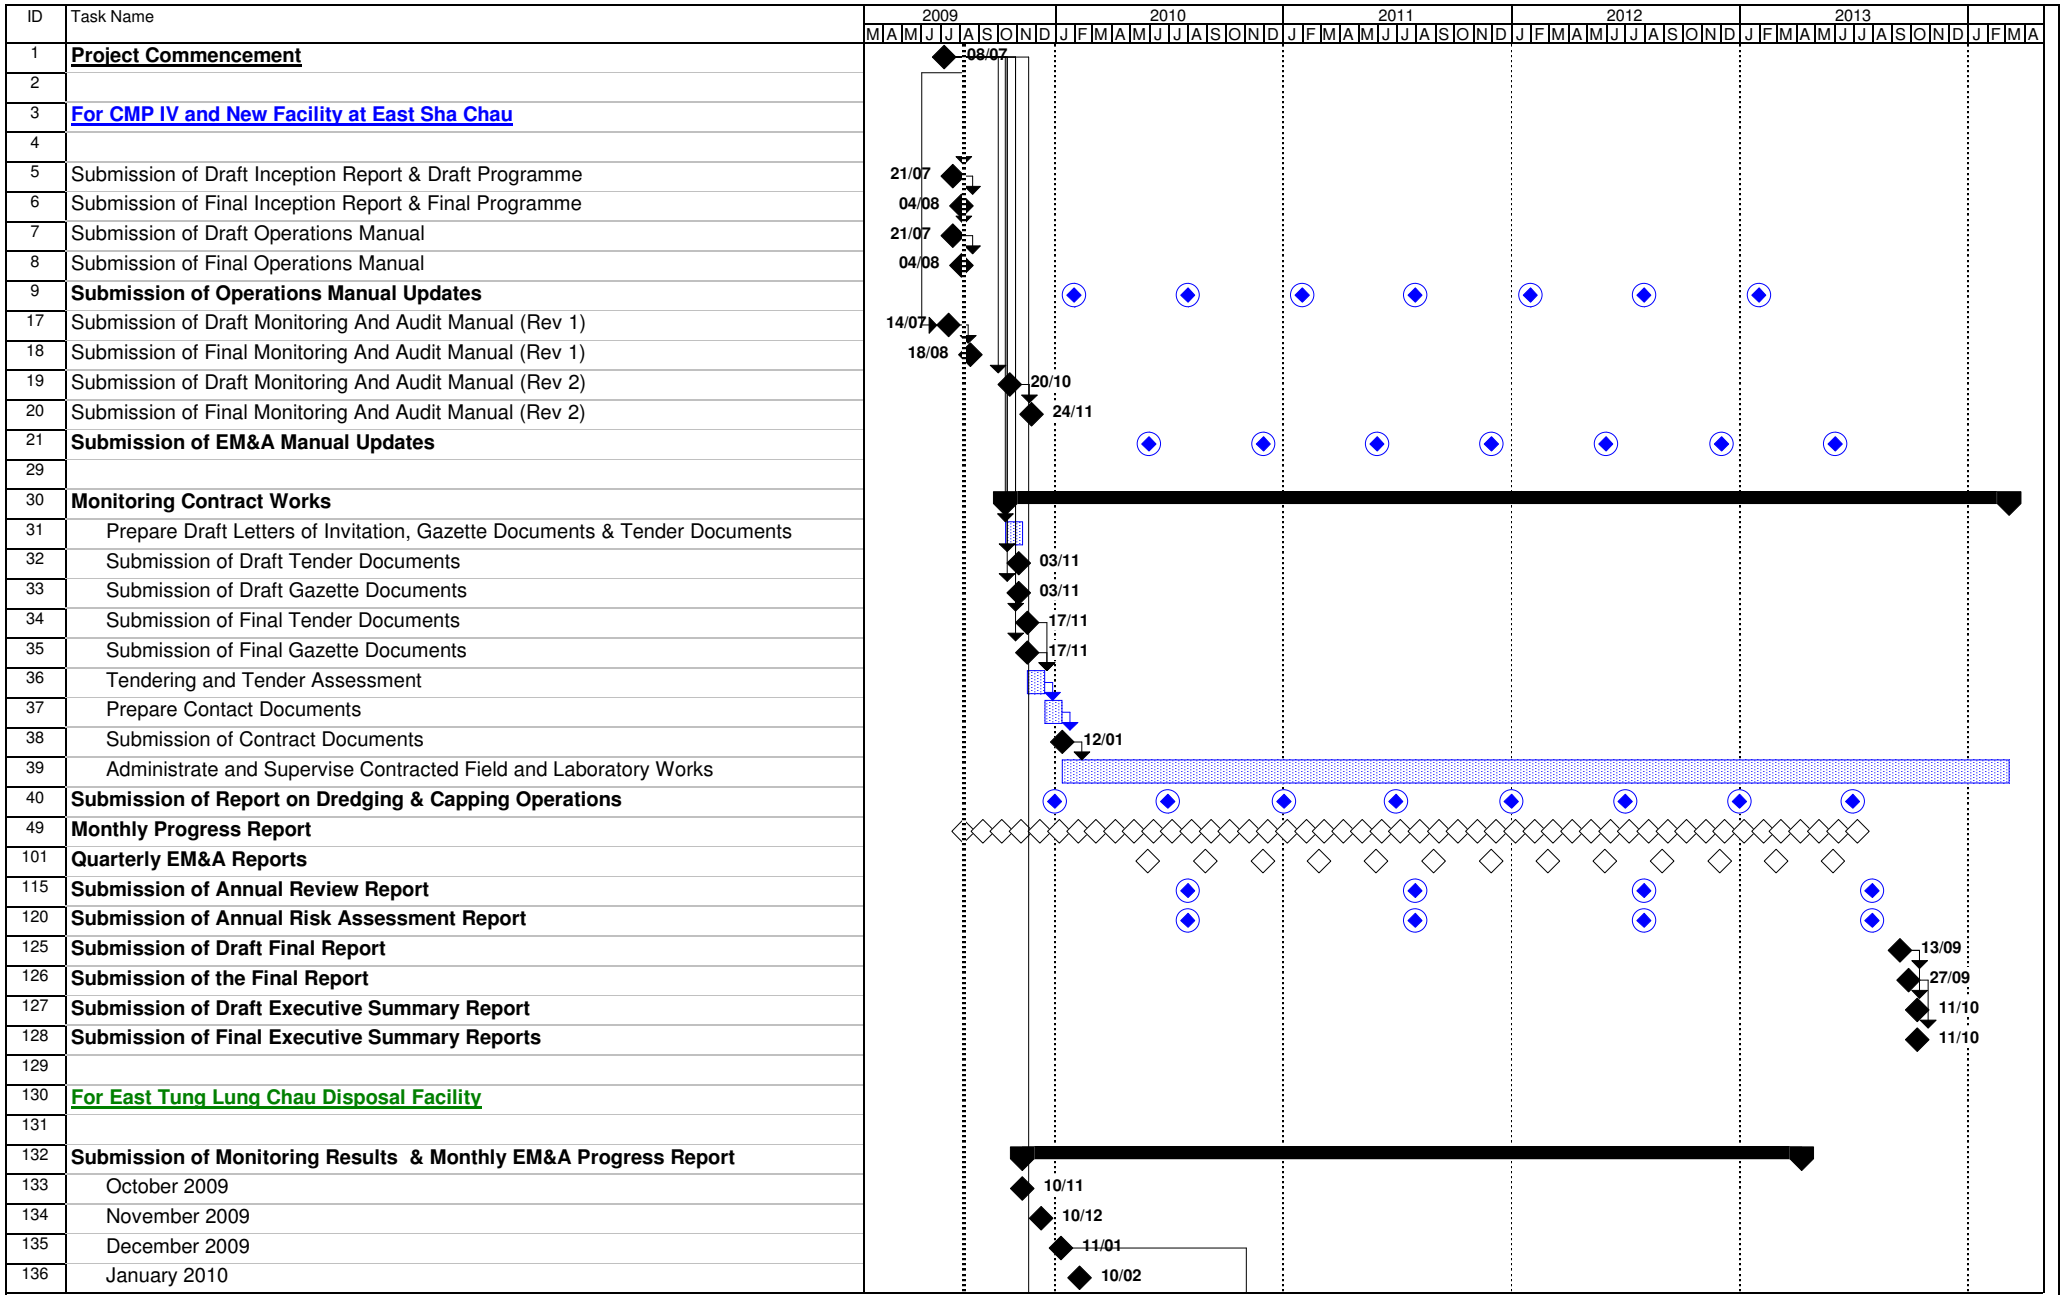 ID Task Name 2009 2010 2011 2012 2013
M A M J J A S O N D J F M A M J J A S O N D J F M A M J J A S O N D J F M A M J J A S O N D J F M A M J J A S O N D J F M A
1 Project Commencement 08/07
2
3 For CMP IV and New Facility at East Sha Chau
4
5 Submission of Draft Inception Report & Draft Programme 21/07
6 Submission of Final Inception Report & Final Programme 04/08
7 Submission of Draft Operations Manual 21/07
8 Submission of Final Operations Manual 04/08
9 Submission of Operations Manual Updates
17 Submission of Draft Monitoring And Audit Manual (Rev 1) 14/07
18 Submission of Final Monitoring And Audit Manual (Rev 1) 18/08
19 Submission of Draft Monitoring And Audit Manual (Rev 2) 20/10
20 Submission of Final Monitoring And Audit Manual (Rev 2) 24/11
21 Submission of EM&A Manual Updates
29
30 Monitoring Contract Works
31 Prepare Draft Letters of Invitation, Gazette Documents & Tender Documents
32 Submission of Draft Tender Documents 03/11
33 Submission of Draft Gazette Documents 03/11
34 Submission of Final Tender Documents 17/11
35 Submission of Final Gazette Documents 17/11
36 Tendering and Tender Assessment
37 Prepare Contact Documents
38 Submission of Contract Documents 12/01
39 Administrate and Supervise Contracted Field and Laboratory Works
40 Submission of Report on Dredging & Capping Operations
49 Monthly Progress Report
101 Quarterly EM&A Reports
115 Submission of Annual Review Report
120 Submission of Annual Risk Assessment Report
125 Submission of Draft Final Report 13/09
126 Submission of the Final Report 27/09
127 Submission of Draft Executive Summary Report 11/10
128 Submission of Final Executive Summary Reports 11/10
129
130 For East Tung Lung Chau Disposal Facility
131
132 Submission of Monitoring Results & Monthly EM&A Progress Report
133 October 2009 10/11
134 November 2009 10/12
135 December 2009 11/01
136 January 2010 10/02